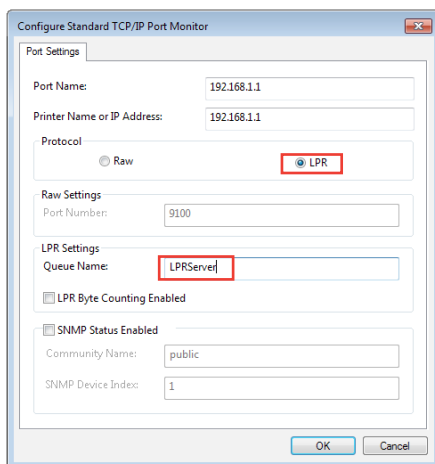 Configure Standard TCP/IP Port Monitor
Port Settings
Port Name: 192.168.1.1
Printer Name or IP Address: 192.168.1.1
Protocol
Raw LPR
Raw Settings
Port Number: 9100
LPR Settings
Queue Name: LPRServer
LPR Byte Counting Enabled
SNMP Status Enabled
Community Name: public
SNMP Device Index: 1
OK Cancel